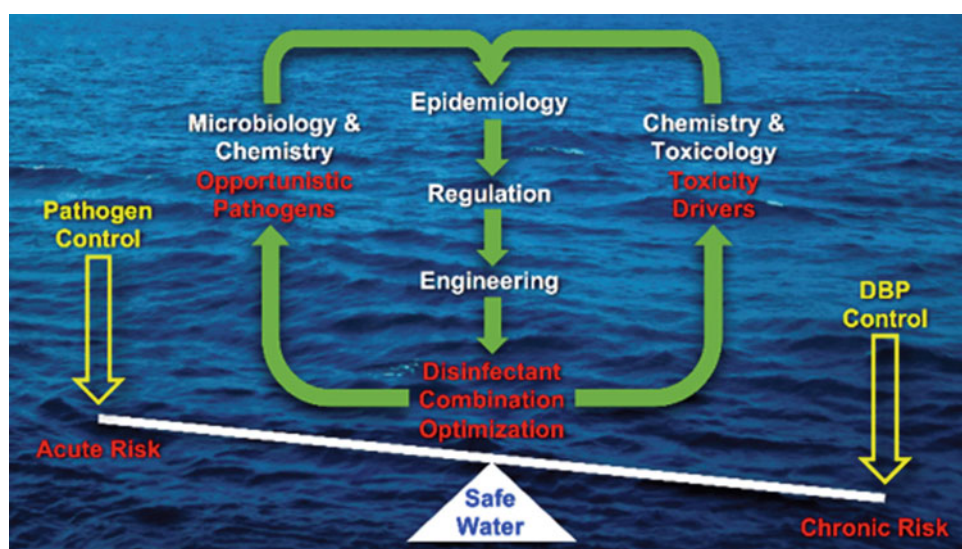 Epidemiology
Microbiology &
Chemistry
Opportunistic
Pathogens
Chemistry &
Toxicology
Toxicity
Drivers
Regulation
Pathogen
Control
Engineering
DBP
Control
Disinfectant
Combination
Optimization
Acute Risk
Safe
Water
Chronic Risk